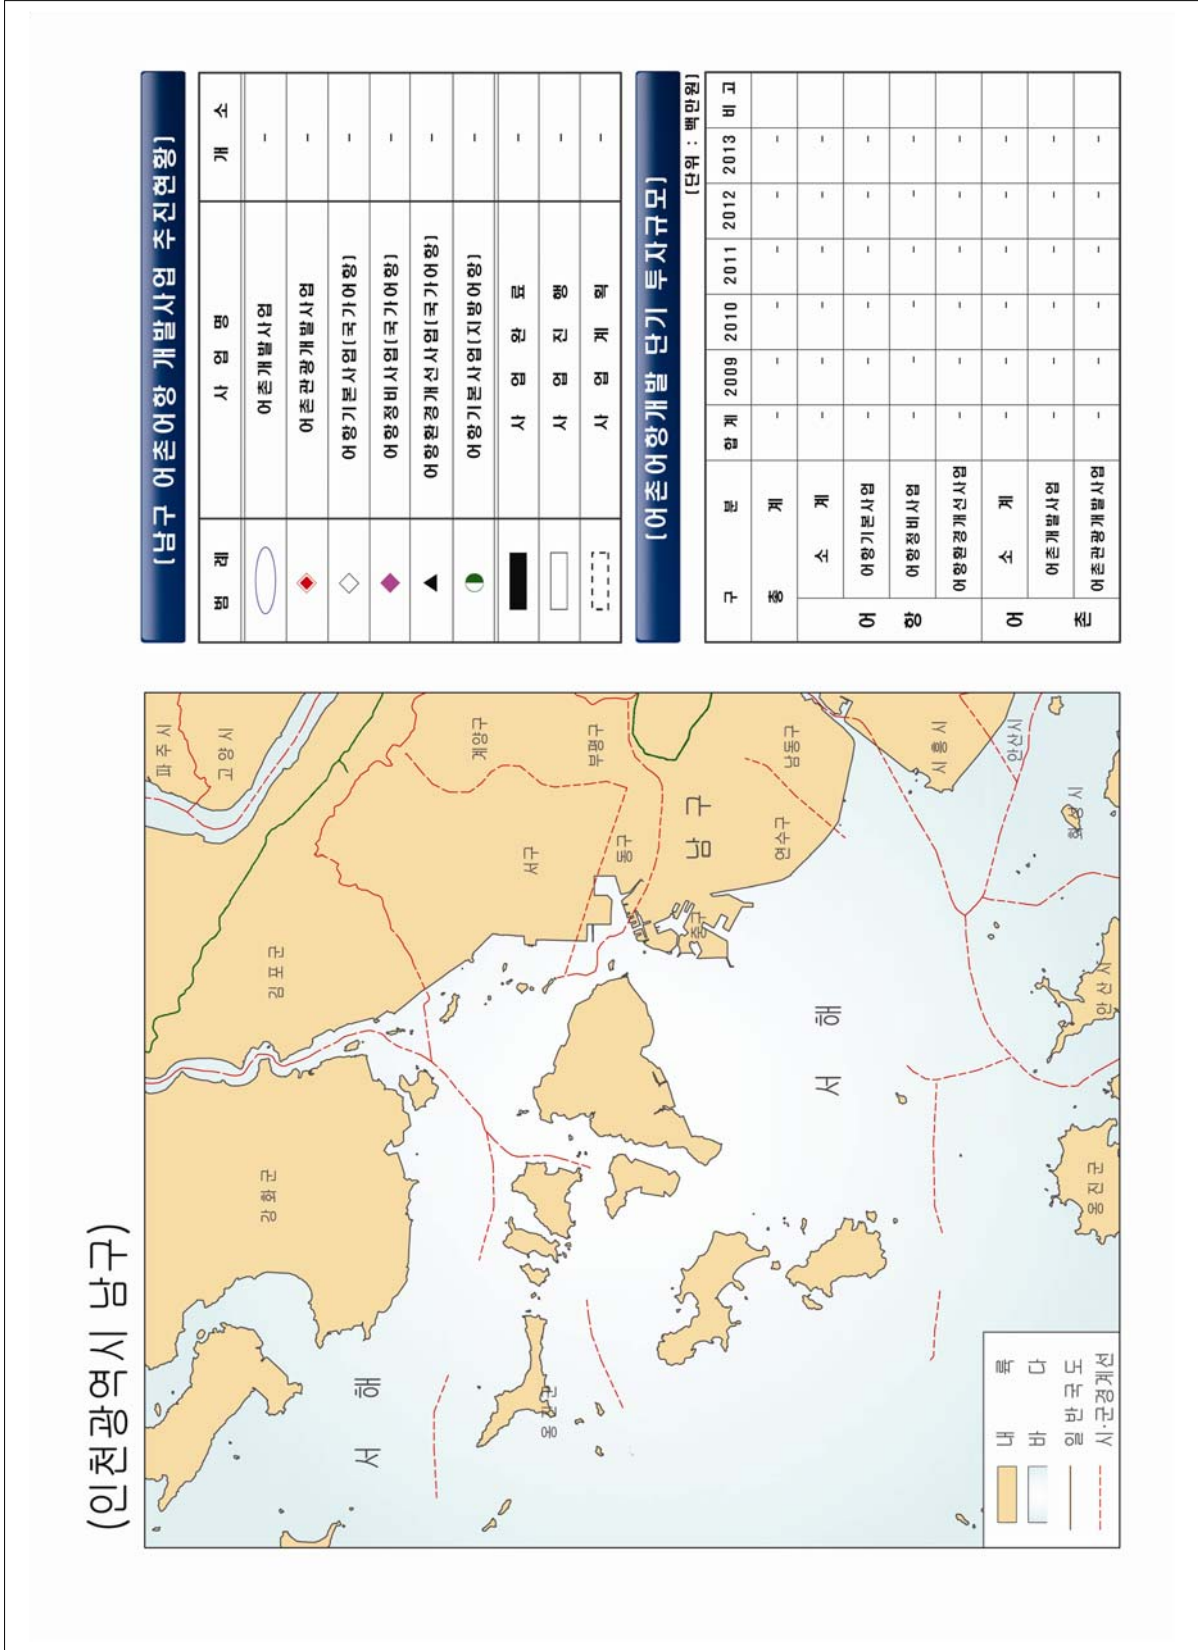 (인천광역시 남구)
파 주 시
고 양 시
김 포 군
강 화 군
계양구
부평구
서구
동구
남 구
남동구
연수구
중구
시 흥 시
안산시
화 성 시
안 산 시
옹 진 군
옹 진 군
서 해
서 해
내 륙
바 다
일 반 국 도
시·군경계선
[남구 어촌어항 개발사업 추진현황]
범 례 사 업 명 개 소
어촌개발사업 -
어촌관광개발사업 -
어항기본사업(국가어항) -
어항정비사업(국가어항) -
어항환경개선사업(국가어항) -
어항기본사업(지방어항) -
사 업 완 료 -
사 업 진 행 -
사 업 계 획 -
[어촌어항개발 단기 투자규모]
[단위 : 백만원]
구 분 합 계 2009 2010 2011 2012 2013 비 고
총 계 - - - - - -
어 항
소 계 - - - - - -
어항기본사업 - - - - - -
어항정비사업 - - - - - -
어항환경개선사업 - - - - - -
어 촌
소 계 - - - - - -
어촌개발사업 - - - - - -
어촌관광개발사업 - - - - - -